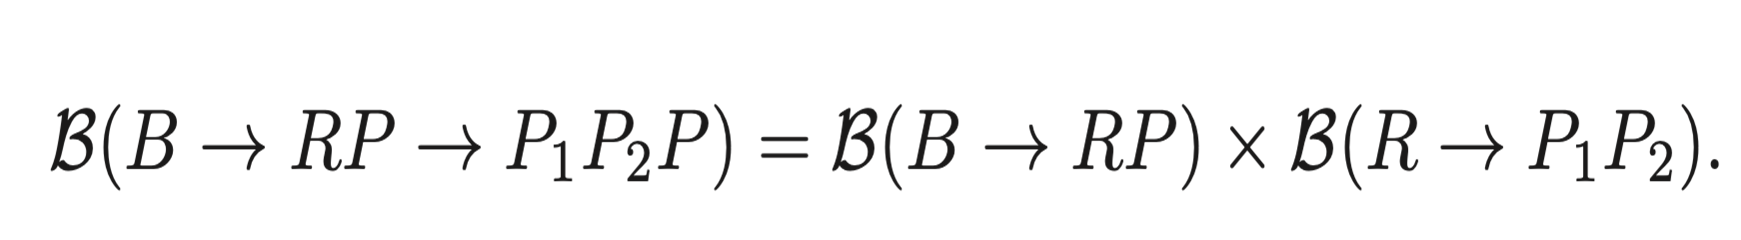 ℬ(B → RP → P₁P₂P) = ℬ(B → RP) × ℬ(R → P₁P₂).